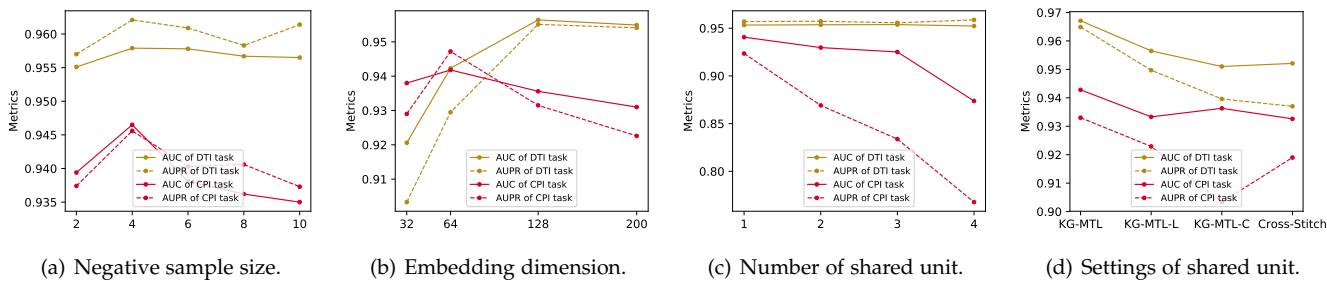 Metrics
0.960
0.955
0.950
0.945
0.940
0.935
2 4 6 8 10
AUC of DTI task
AUPR of DTI task
AUC of CPI task
AUPR of CPI task
(a) Negative sample size.
Metrics
0.95
0.94
0.93
0.92
0.91
32 64 128 200
AUC of DTI task
AUPR of DTI task
AUC of CPI task
AUPR of CPI task
(b) Embedding dimension.
Metrics
0.95
0.90
0.85
0.80
1 2 3 4
AUC of DTI task
AUPR of DTI task
AUC of CPI task
AUPR of CPI task
(c) Number of shared unit.
Metrics
0.97
0.96
0.95
0.94
0.93
0.92
0.91
0.90
KG-MTL KG-MTL-L KG-MTL-C Cross-Stitch
AUC of DTI task
AUPR of DTI task
AUC of CPI task
AUPR of CPI task
(d) Settings of shared unit.